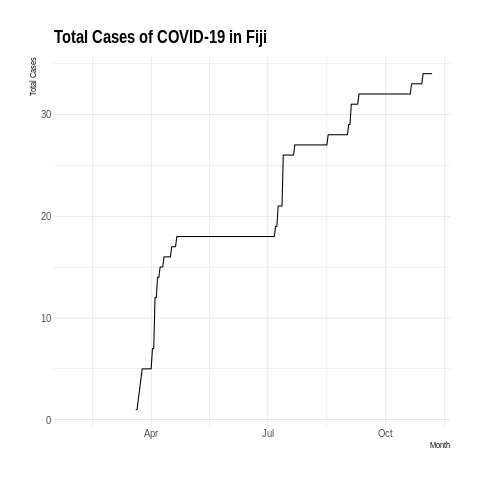 Total Cases of COVID-19 in Fiji
Total Cases
30
20
10
0
Apr Jul Oct
Month